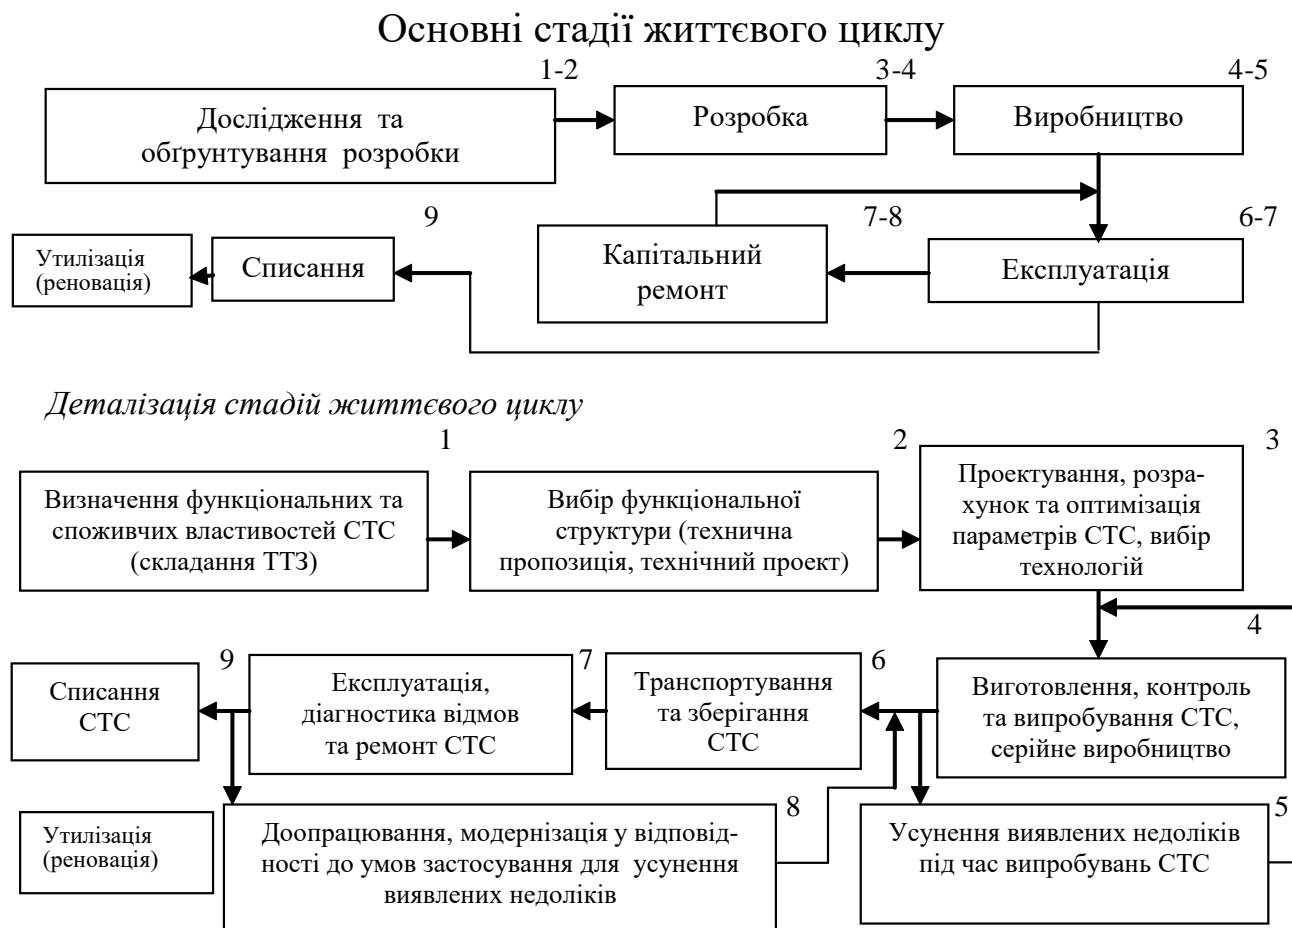 Основні стадії життєвого циклу
1-2
3-4
4-5
Дослідження та
обґрунтування розробки
Розробка
Виробництво
9
7-8
6-7
Утилізація
(реновація)
Списання
Капітальний
ремонт
Експлуатація
Деталізація стадій життєвого циклу
1
2
3
Визначення функціональних та
споживчих властивостей СТС
(складання ТТЗ)
Вибір функціональної
структури (технична
пропозиція, технічний проект)
Проектування, розра-
хунок та оптимізація
параметрів СТС, вибір
технологій
4
9
7
6
Списання
СТС
Експлуатація,
діагностика відмов
та ремонт СТС
Транспортування
та зберігання
СТС
Виготовлення, контроль
та випробування СТС,
серійне виробництво
8
5
Утилізація
(реновація)
Доопрацювання, модернізація у відповід-
ності до умов застосування для усунення
виявлених недоліків
Усунення виявлених недоліків
під час випробувань СТС